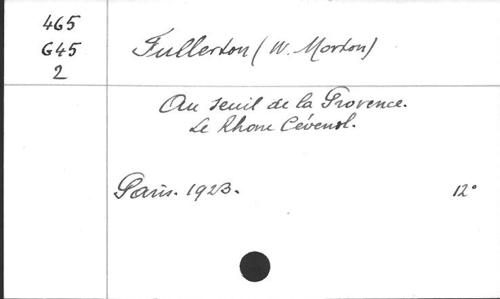 465
G45
2
Fullerton (W. Morton)
Au seuil de la Provence.
Le Rhone Cévenol.
Paris. 1923.
12°